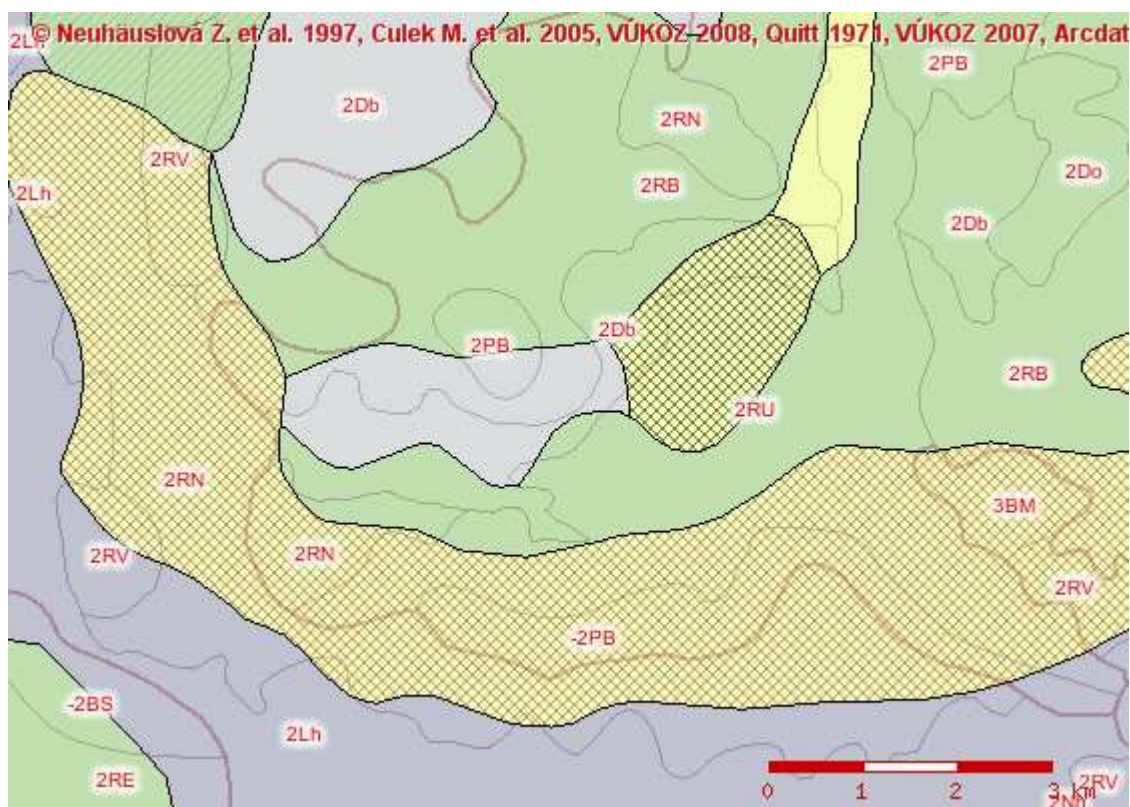 © Neuhäuslová Z. et al. 1997, Culek M. et al. 2005, VÚKOZ 2008, Quitt 1971, VÚKOZ 2007, Arcdat
2Lh
2PB
2Db
2RN
2RV
2Do
2RB
2Lh
2Db
2Db
2PB
2RB
2RU
2RN
3BM
2RN
2RV
2RV
-2PB
-2BS
2Lh
2RE
2RV
0 1 2 3 km